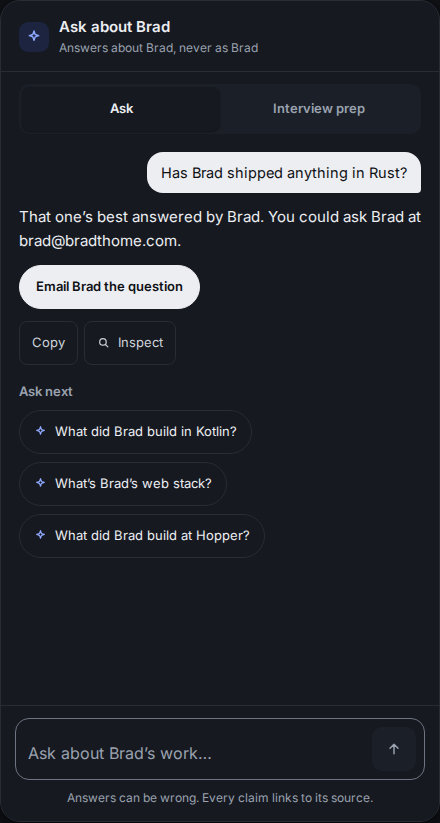 Ask about Brad
Answers about Brad, never as Brad
Ask
Interview prep
Has Brad shipped anything in Rust?
That one’s best answered by Brad. You could ask Brad at
brad@bradthome.com.
Email Brad the question
Copy
Inspect
Ask next
What did Brad build in Kotlin?
What’s Brad’s web stack?
What did Brad build at Hopper?
Ask about Brad’s work…
Answers can be wrong. Every claim links to its source.